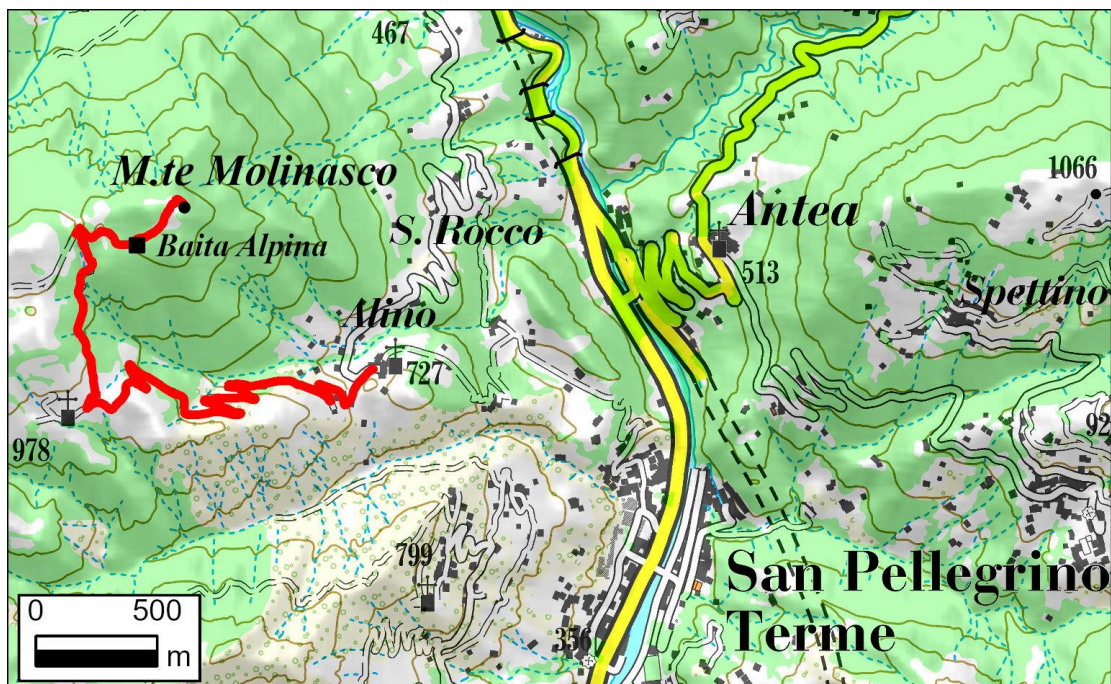 467
M.te Molinasco
1066
Antea
S. Rocco
Baita Alpina
513
Spettino
Alino
727
92
978
799
San Pellegrino
Terme
356
0 500
m